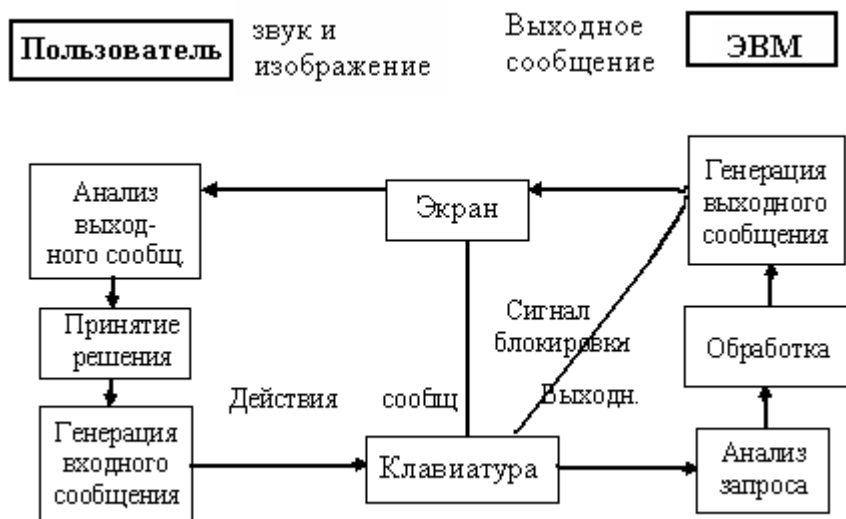 Пользователь
звук и
изображение
Выходное
сообщение
ЭВМ
Анализ
выход-
ного сообщ.
Экран
Генерация
выходного
сообщения
Принятие
решения
Сигнал
блокировки
Обработка
Действия
сообщ
Выходн.
Генерация
входного
сообщения
Клавиатура
Анализ
запроса